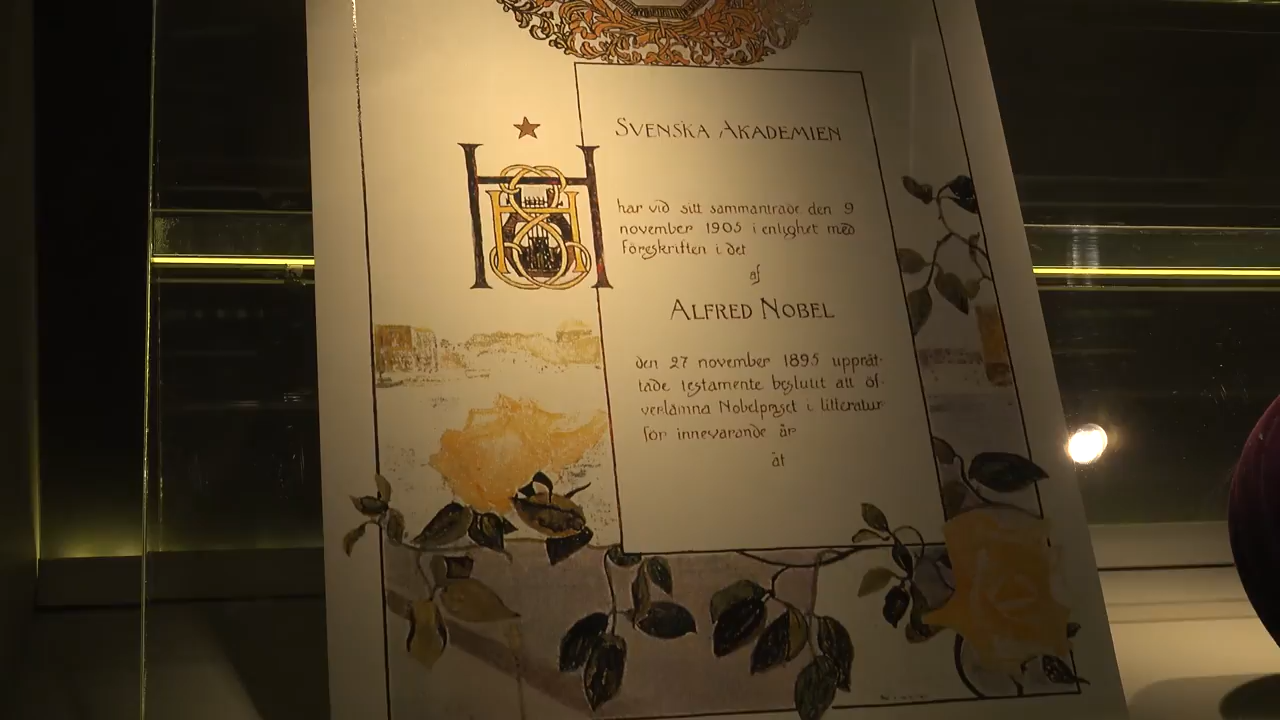 SVENSKA AKADEMIEN
har vid sitt sammanträde den 9
november 1905 i enlighet med
föreskriften i det
af
ALFRED NOBEL
den 27 november 1895 upprät-
tade testamente beslutit att öf-
verlämna Nobelpriset i litteratur
för innevarande år
åt